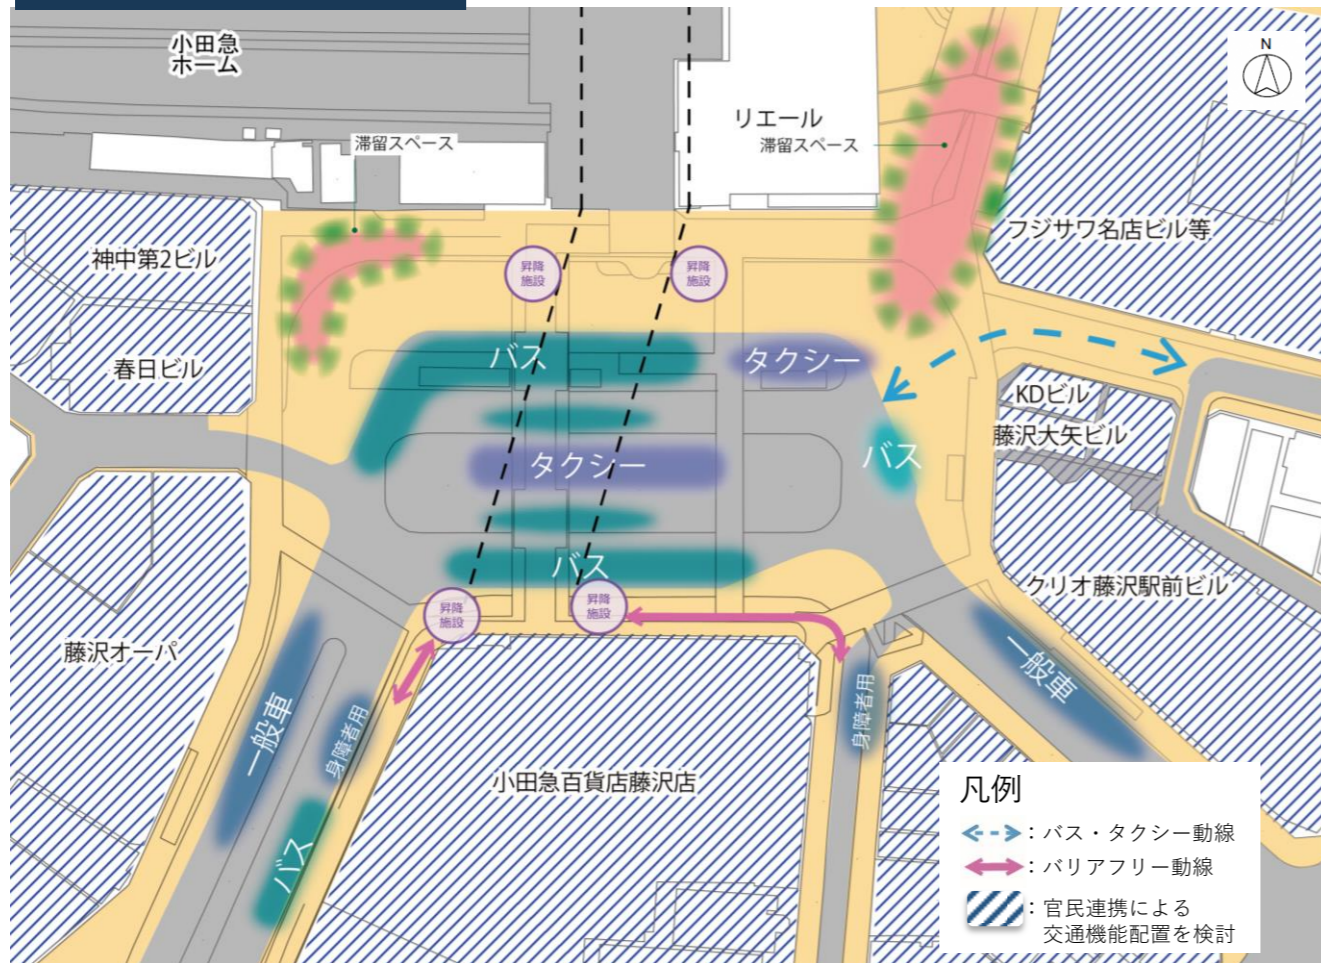 小田急
ホーム
N
リエール
滞留スペース
滞留スペース
フジサワ名店ビル等
神中第2ビル
昇降
施設
昇降
施設
春日ビル
バス
タクシー
KDビル
藤沢大矢ビル
タクシー
バス
バス
クリオ藤沢駅前ビル
昇降
施設
昇降
施設
藤沢オーパ
一般車
一般車
身障者用
身障者用
小田急百貨店藤沢店
バス
凡例
：バス・タクシー動線
：バリアフリー動線
：官民連携による
交通機能配置を検討